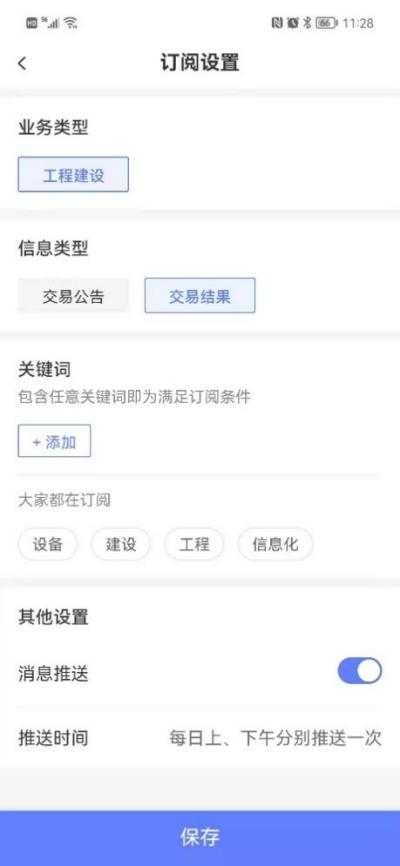 HD 5G 66 11:28
订阅设置
业务类型
工程建设
信息类型
交易公告 交易结果
关键词
包含任意关键词即为满足订阅条件
+ 添加
大家都在订阅
设备 建设 工程 信息化
其他设置
消息推送
推送时间 每日上、下午分别推送一次
保存